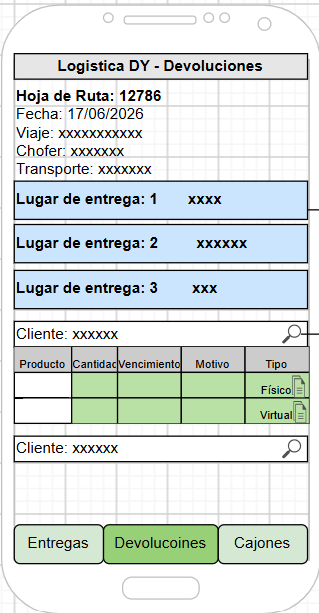 Logistica DY - Devoluciones
Hoja de Ruta: 12786
Fecha: 17/06/2026
Viaje: xxxxxxxxxxx
Chofer: xxxxxxx
Transporte: xxxxxxx
Lugar de entrega: 1 xxxx
Lugar de entrega: 2 xxxxxx
Lugar de entrega: 3 xxx
Cliente: xxxxxx
Producto Cantidad Vencimiento Motivo Tipo
Físico
Virtual
Cliente: xxxxxx
Entregas Devolucoines Cajones